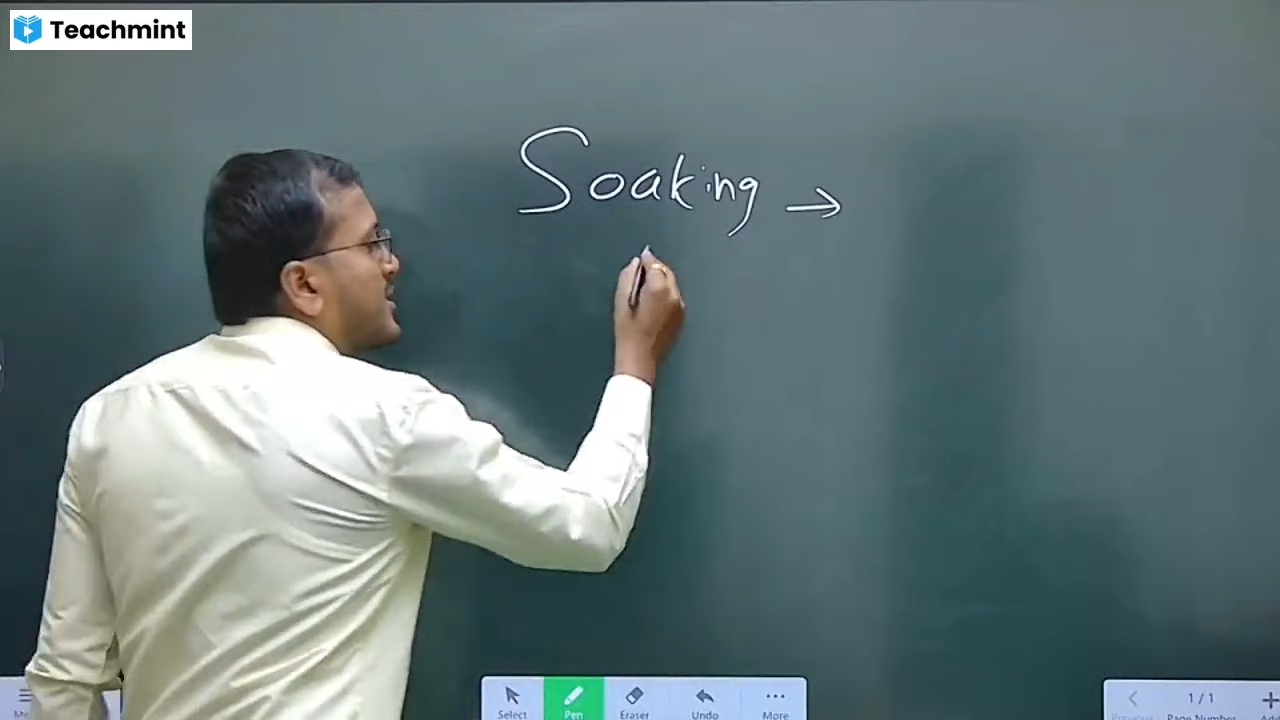 Teachmint
Soaking →
Select Pen Eraser Undo More
1 / 1
Page Number